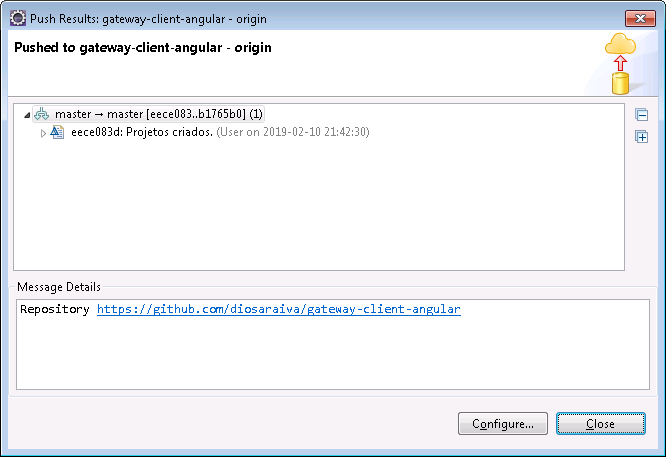 Push Results: gateway-client-angular - origin
Pushed to gateway-client-angular - origin
master → master [eece083..b1765b0] (1)
eece083d: Projetos criados. (User on 2019-02-10 21:42:30)
Message Details
Repository https://github.com/diosaraiva/gateway-client-angular
Configure...
Close